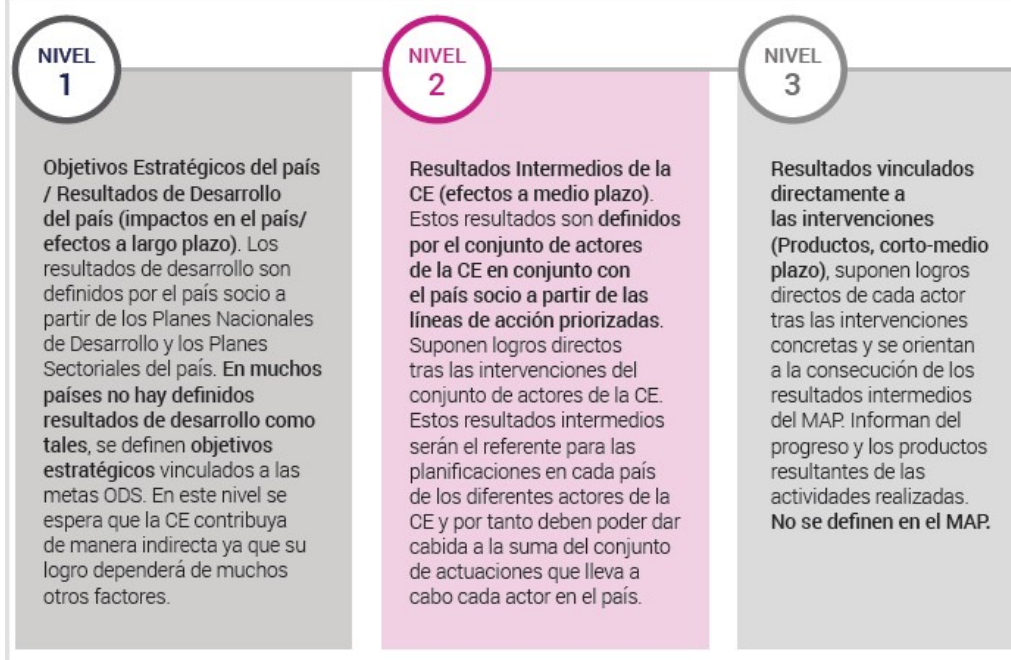 NIVEL
1
Objetivos Estratégicos del país
/ Resultados de Desarrollo
del país (impactos en el país/
efectos a largo plazo). Los
resultados de desarrollo son
definidos por el país socio a
partir de los Planes Nacionales
de Desarrollo y los Planes
Sectoriales del país. En muchos
países no hay definidos
resultados de desarrollo como
tales, se definen objetivos
estratégicos vinculados a las
metas ODS. En este nivel se
espera que la CE contribuya
de manera indirecta ya que su
logro dependerá de muchos
otros factores.
NIVEL
2
Resultados Intermedios de la
CE (efectos a medio plazo).
Estos resultados son definidos
por el conjunto de actores
de la CE en conjunto con
el país socio a partir de las
líneas de acción priorizadas.
Suponen logros directos
tras las intervenciones del
conjunto de actores de la CE.
Estos resultados intermedios
serán el referente para las
planificaciones en cada país
de los diferentes actores de la
CE y por tanto deben poder dar
cabida a la suma del conjunto
de actuaciones que lleva a
cabo cada actor en el país.
NIVEL
3
Resultados vinculados
directamente a
las intervenciones
(Productos, corto-medio
plazo), suponen logros
directos de cada actor
tras las intervenciones
concretas y se orientan
a la consecución de los
resultados intermedios
del MAP. Informan del
progreso y los productos
resultantes de las
actividades realizadas.
No se definen en el MAP.